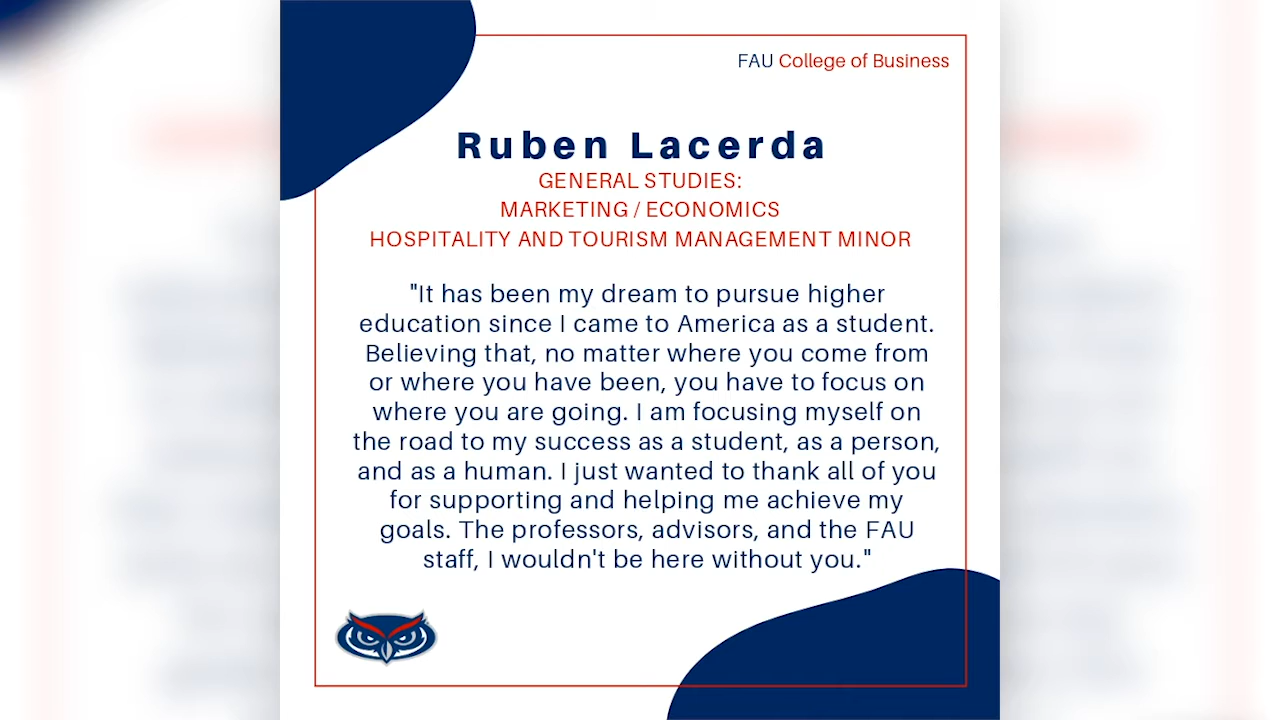 FAU College of Business
Ruben Lacerda
GENERAL STUDIES:
MARKETING / ECONOMICS
HOSPITALITY AND TOURISM MANAGEMENT MINOR
"It has been my dream to pursue higher
education since I came to America as a student.
Believing that, no matter where you come from
or where you have been, you have to focus on
where you are going. I am focusing myself on
the road to my success as a student, as a person,
and as a human. I just wanted to thank all of you
for supporting and helping me achieve my
goals. The professors, advisors, and the FAU
staff, I wouldn't be here without you."